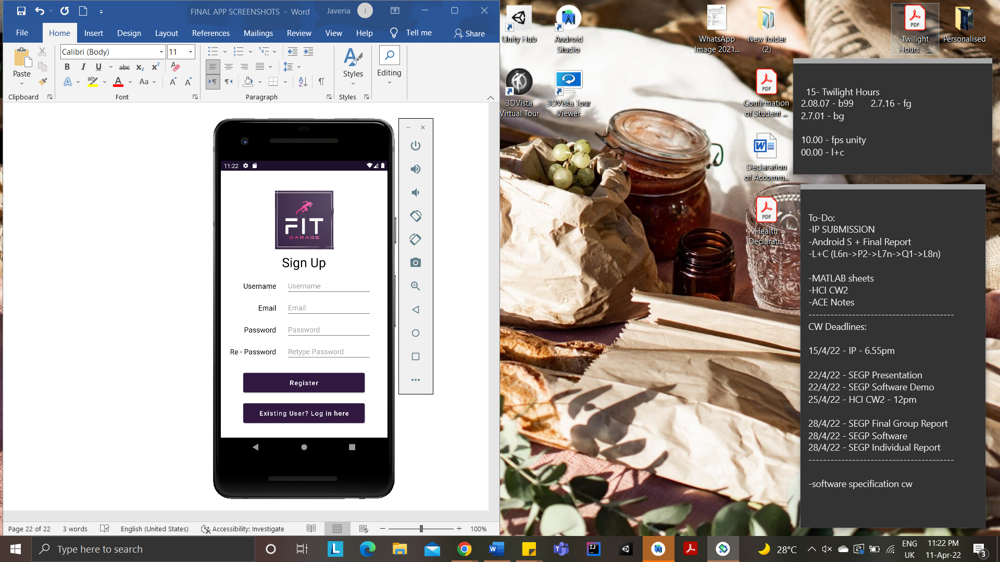 FINAL APP SCREENSHOTS - Word
Javeria
J
File
Home
Insert
Design
Layout
References
Mailings
Review
View
Help
Tell me
Share
Paste
Calibri (Body)
11
B
I
U
abc
X2
X2
A
ab
A
Aa
A
A
Styles
Editing
Clipboard
Font
Paragraph
Styles
11:22
FIT
GARAGE
Sign Up
Username
Username
Email
Email
Password
Password
Re - Password
Retype Password
Register
Existing User? Log in here
Page 22 of 22
3 words
English (United States)
Accessibility: Investigate
100%
Unity Hub
Android
Studio
WhatsApp
Image 2021...
New folder
(2)
PDF
Twilight
Hours - ...
Personalised
3DVista
Virtual Tour
3DVista Tour
Viewer
PDF
Confirmation
of Student ...
Declaration
of Accomm...
PDF
Health
Declarati...
15- Twilight Hours
2.08.07 - b99 2.7.16 - fg
2.7.01 - bg
10.00 - fps unity
00.00 - l+c
To-Do:
-IP SUBMISSION
-Android S + Final Report
-L+C (L6n->P2->L7n->Q1->L8n)
-MATLAB sheets
-HCI CW2
-ACE Notes
----------------------------------------
CW Deadlines:
15/4/22 - IP - 6.55pm
22/4/22 - SEGP Presentation
22/4/22 - SEGP Software Demo
25/4/22 - HCI CW2 - 12pm
28/4/22 - SEGP Final Group Report
28/4/22 - SEGP Software
28/4/22 - SEGP Individual Report
----------------------------------------
-software specification cw
Type here to search
L
28°C
ENG
UK
11:22 PM
11-Apr-22
3